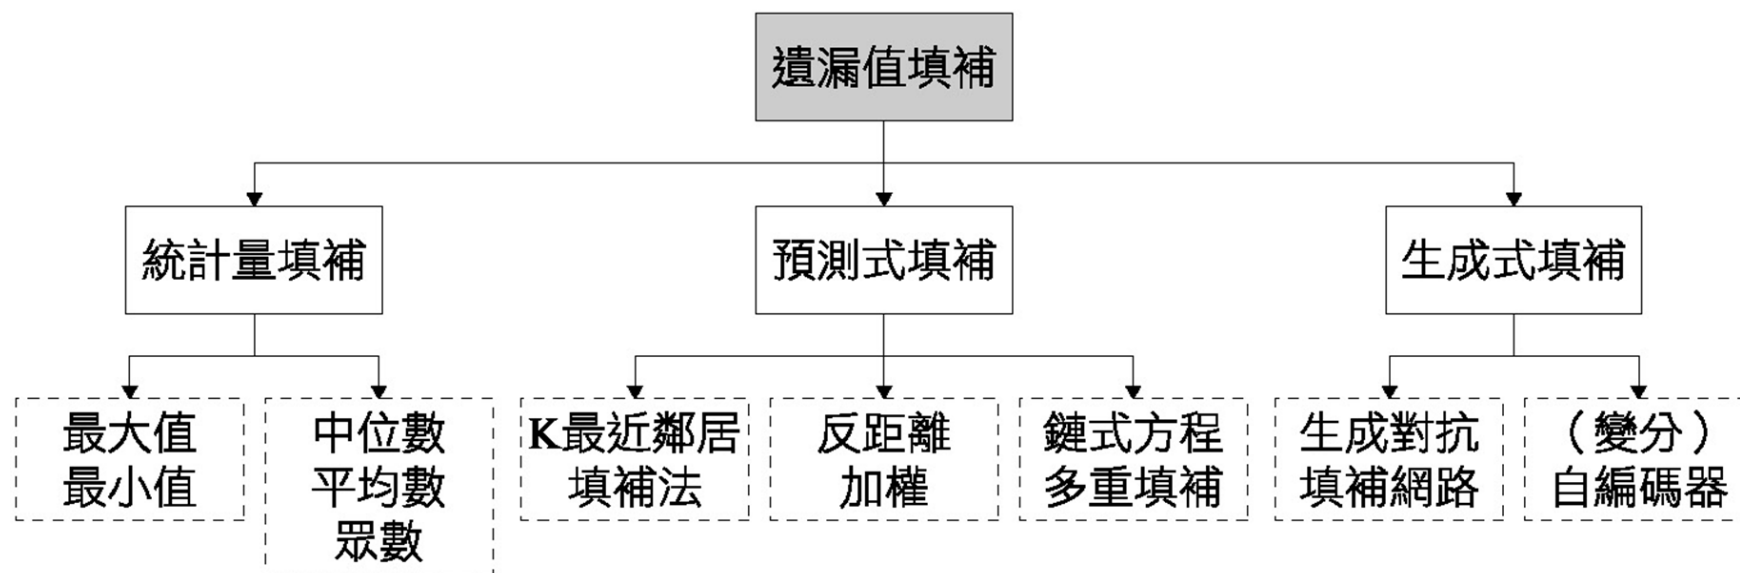 遺漏值填補
統計量填補
預測式填補
生成式填補
最大值
最小值
中位數
平均數
眾數
K最近鄰居
填補法
反距離
加權
鏈式方程
多重填補
生成對抗
填補網路
（變分）
自編碼器